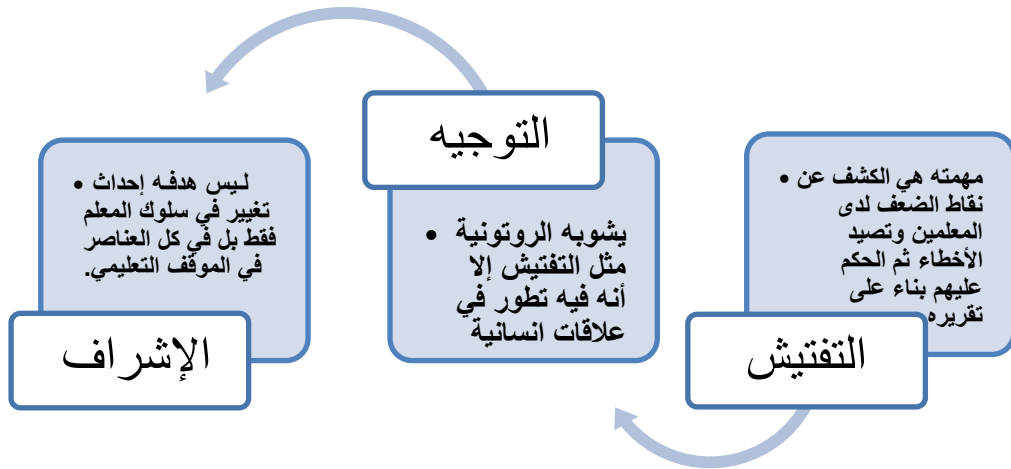 مهمته هي الكشف عن
نقاط الضعف لدى
المعلمين وتصيد
الأخطاء ثم الحكم
عليهم بناء على
تقريره
التفتيش
التوجيه
يشوبه الروتونية
مثل التفتيش إلا
أنه فيه تطور في
علاقات انسانية
ليس هدفه إحداث
تغيير في سلوك المعلم
فقط بل في كل العناصر
في الموقف التعليمي.
الإشراف